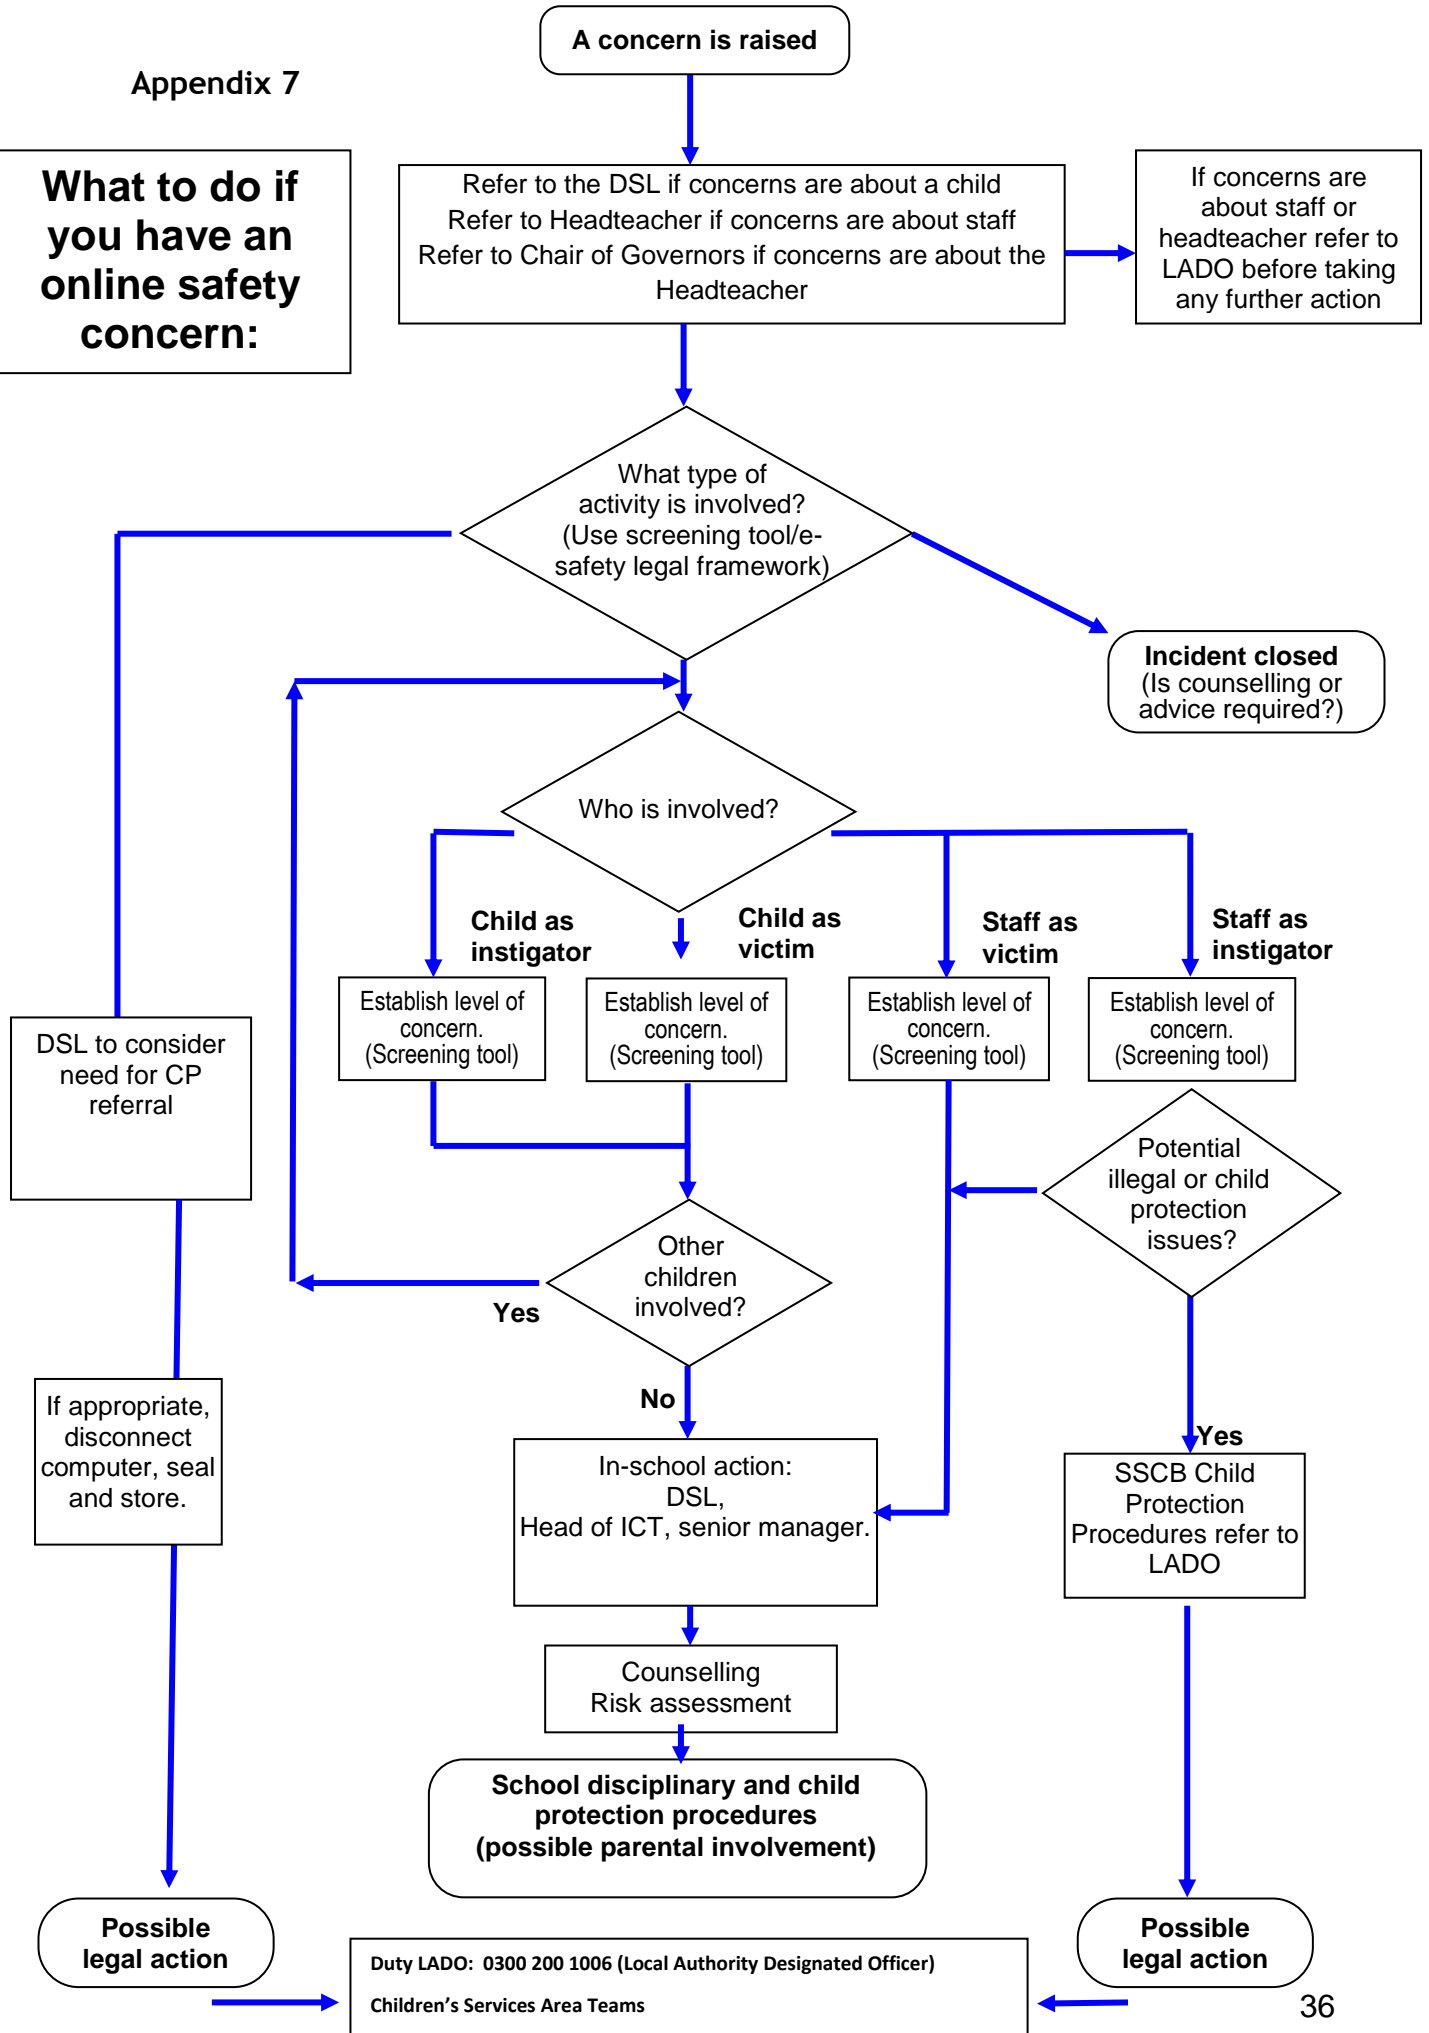 A concern is raised
Appendix 7
What to do if
you have an
online safety
concern:
Refer to the DSL if concerns are about a child
Refer to Headteacher if concerns are about staff
Refer to Chair of Governors if concerns are about the
Headteacher
If concerns are
about staff or
headteacher refer to
LADO before taking
any further action
What type of
activity is involved?
(Use screening tool/e-
safety legal framework)
Incident closed
(Is counselling or
advice required?)
Who is involved?
Child as
instigator
Child as
victim
Staff as
victim
Staff as
instigator
Establish level of
concern.
(Screening tool)
Establish level of
concern.
(Screening tool)
Establish level of
concern.
(Screening tool)
Establish level of
concern.
(Screening tool)
DSL to consider
need for CP
referral
Potential
illegal or child
protection
issues?
Other
children
involved?
Yes
No
If appropriate,
disconnect
computer, seal
and store.
In-school action:
DSL,
Head of ICT, senior manager.
Yes
SSCB Child
Protection
Procedures refer to
LADO
Counselling
Risk assessment
School disciplinary and child
protection procedures
(possible parental involvement)
Possible
legal action
Possible
legal action
Duty LADO: 0300 200 1006 (Local Authority Designated Officer)
Children's Services Area Teams
36